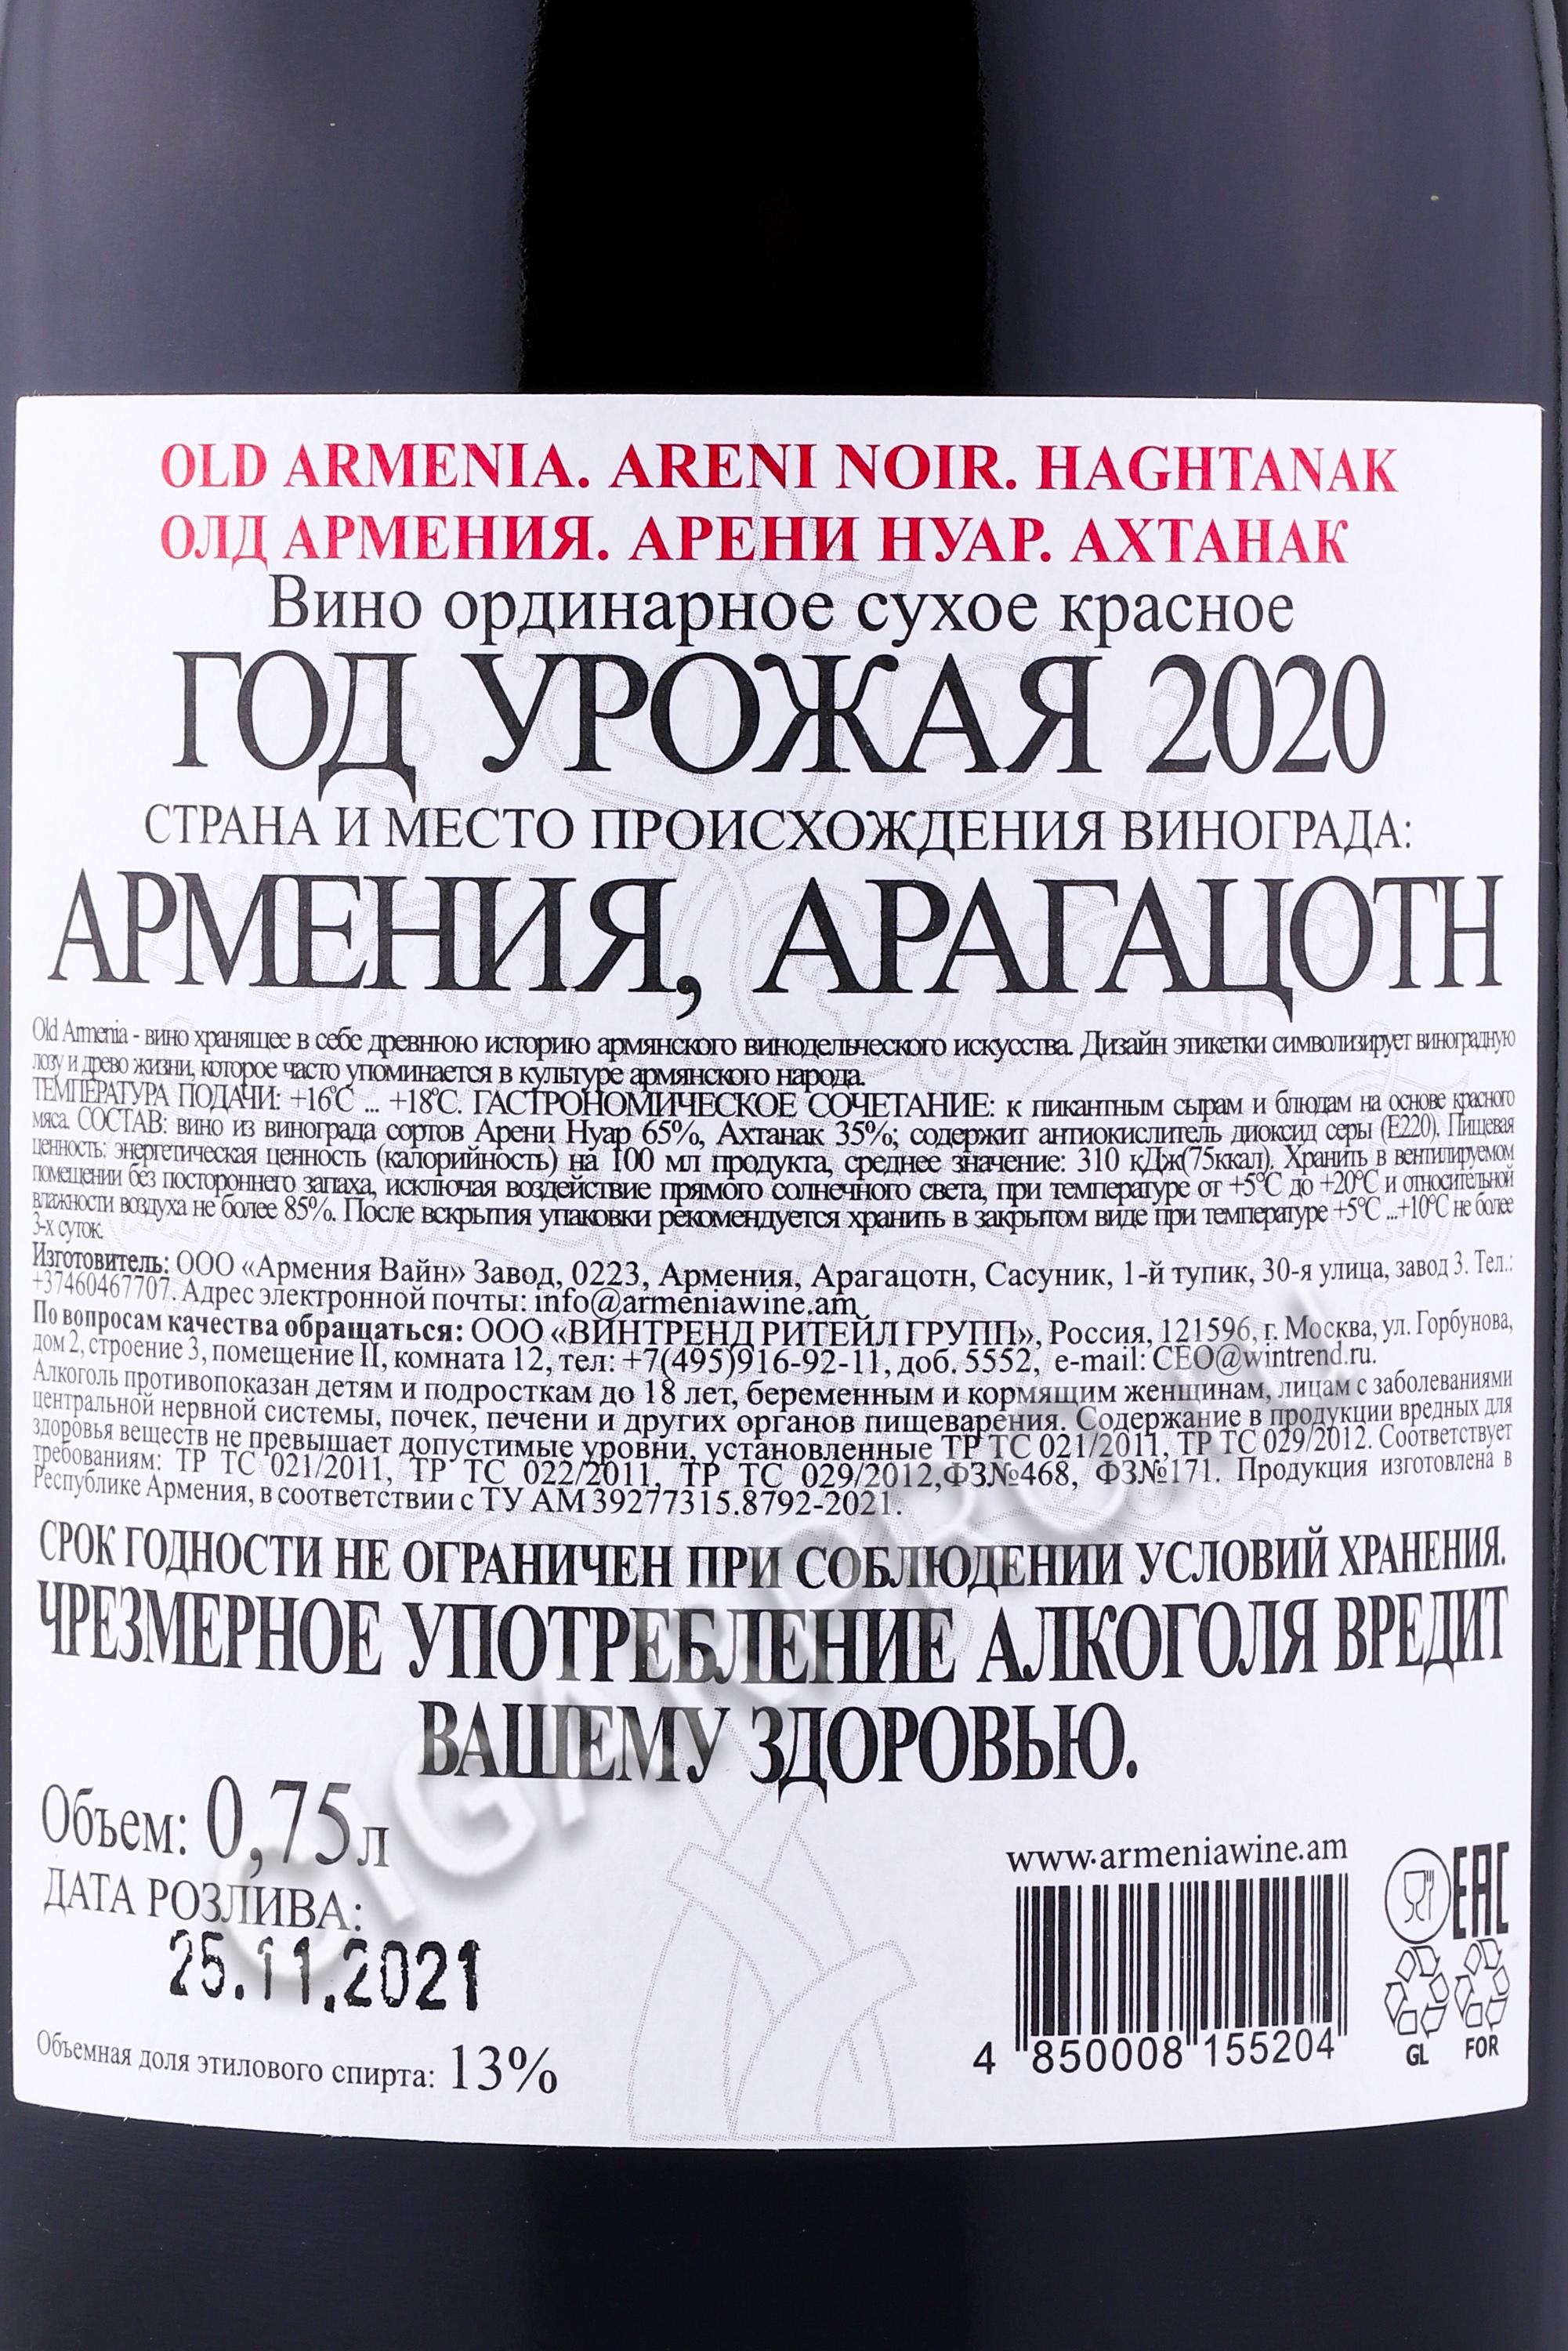 OLD ARMENIA. ARENI NOIR. HAGHTANAK
ОЛД АРМЕНИЯ. АРЕНИ НУАР. АХТАНАК
Вино ординарное сухое красное
ГОД УРОЖАЯ 2020
СТРАНА И МЕСТО ПРОИСХОЖДЕНИЯ ВИНОГРАДА:
АРМЕНИЯ, АРАГАЦОТН
Old Armenia - вино хранящее в себе древнюю историю армянского винодельческого искусства. Дизайн этикетки символизирует виноградную
лозу и древо жизни, которое часто упоминается в культуре армянского народа.
ТЕМПЕРАТУРА ПОДАЧИ: +16°C ... +18°C. ГАСТРОНОМИЧЕСКОЕ СОЧЕТАНИЕ: к пикантным сырам и блюдам на основе красного
мяса. СОСТАВ: вино из винограда сортов Арени Нуар 65%, Ахтанак 35%; содержит антиокислитель диоксид серы (E220). Пищевая
ценность: энергетическая ценность (калорийность) на 100 мл продукта, среднее значение: 310 кДж(75ккал). Хранить в вентилируемом
помещении без постороннего запаха, исключая воздействие прямого солнечного света, при температуре от +5°C до +20°C и относительной
влажности воздуха не более 85%. После вскрытия упаковки рекомендуется хранить в закрытом виде при температуре +5°C ...+10°C не более
3-х суток.
Изготовитель: ООО «Армения Вайн» Завод, 0223, Армения, Арагацотн, Сасуник, 1-й тупик, 30-я улица, завод 3. Тел.:
+37460467707. Адрес электронной почты: info@armeniawine.am
По вопросам качества обращаться: ООО «ВИНТРЕНД РИТЕЙЛ ГРУПП», Россия, 121596, г. Москва, ул. Горбунова,
дом 2, строение 3, помещение II, комната 12, тел: +7(495)916-92-11, доб. 5552, e-mail: CEO@wintrend.ru.
Алкоголь противопоказан детям и подросткам до 18 лет, беременным и кормящим женщинам, лицам с заболеваниями
центральной нервной системы, почек, печени и других органов пищеварения. Содержание в продукции вредных для
здоровья веществ не превышает допустимые уровни, установленные ТР ТС 021/2011, ТР ТС 029/2012. Соответствует
требованиям: ТР ТС 021/2011, ТР ТС 022/2011, ТР ТС 029/2012,ФЗ№468, ФЗ№171. Продукция изготовлена в
Республике Армения, в соответствии с ТУ АМ 39277315.8792-2021.
СРОК ГОДНОСТИ НЕ ОГРАНИЧЕН ПРИ СОБЛЮДЕНИИ УСЛОВИЙ ХРАНЕНИЯ.
ЧРЕЗМЕРНОЕ УПОТРЕБЛЕНИЕ АЛКОГОЛЯ ВРЕДИТ
ВАШЕМУ ЗДОРОВЬЮ.
Объем: 0,75л
ДАТА РОЗЛИВА:
25.11.2021
Объемная доля этилового спирта: 13%
www.armeniawine.am
4 850008 155204
EAC
GL FOR
CIGARPRO.ru